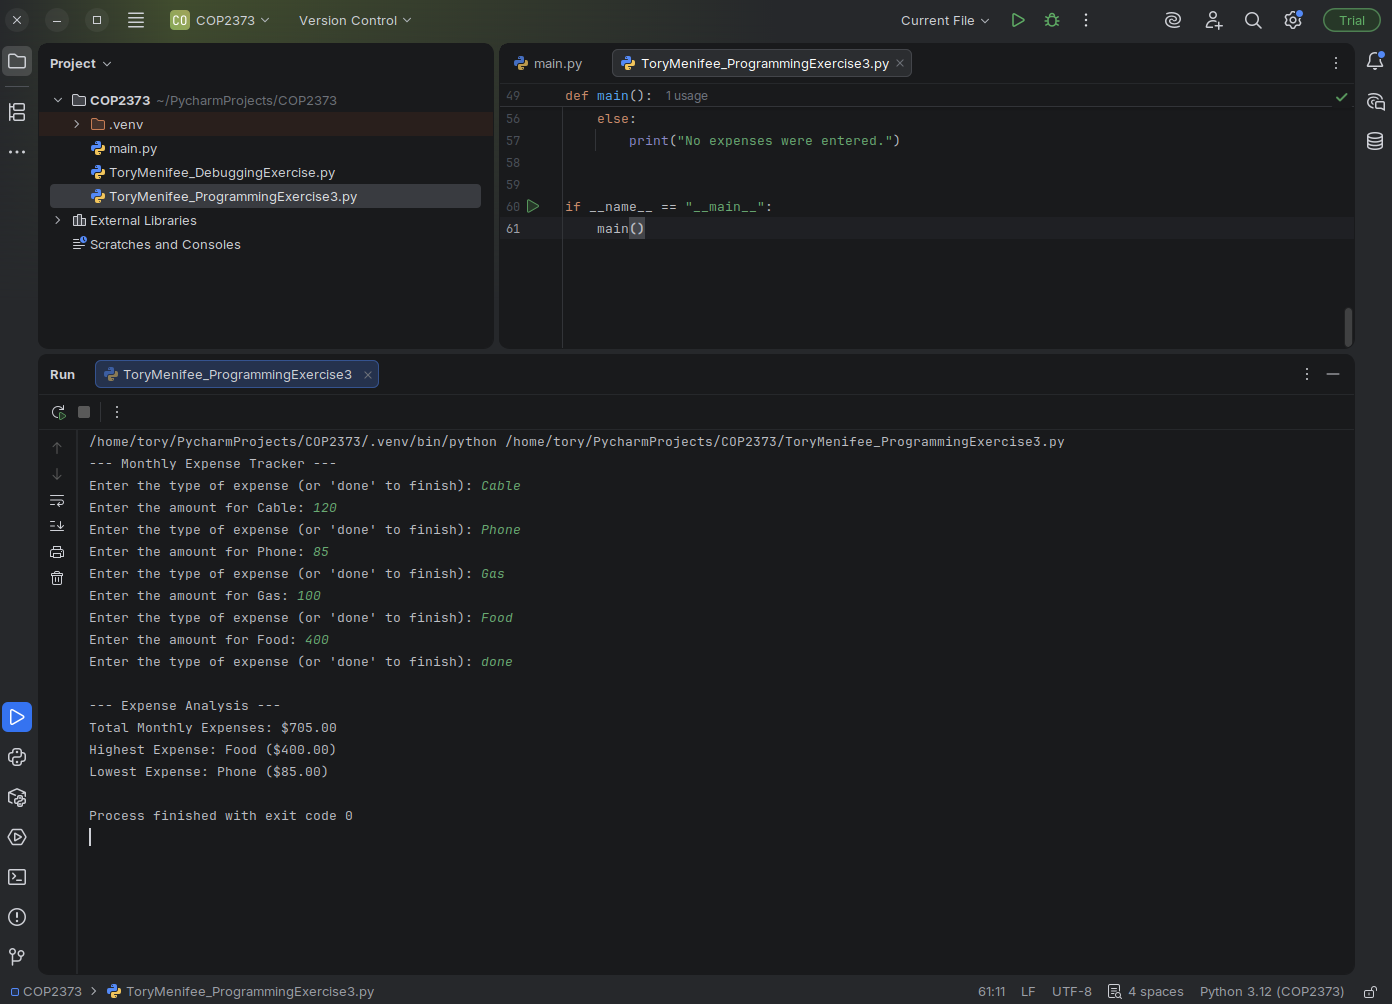 CO COP2373 Version Control Current File Trial
Project
COP2373 ~/PycharmProjects/COP2373
.venv
main.py
ToryMenifee_DebuggingExercise.py
ToryMenifee_ProgrammingExercise3.py
External Libraries
Scratches and Consoles
main.py ToryMenifee_ProgrammingExercise3.py
49 def main(): 1 usage
56 else:
57 print("No expenses were entered.")
58
59
60 if __name__ == "__main__":
61 main()
Run ToryMenifee_ProgrammingExercise3
/home/tory/PycharmProjects/COP2373/.venv/bin/python /home/tory/PycharmProjects/COP2373/ToryMenifee_ProgrammingExercise3.py
--- Monthly Expense Tracker ---
Enter the type of expense (or 'done' to finish): Cable
Enter the amount for Cable: 120
Enter the type of expense (or 'done' to finish): Phone
Enter the amount for Phone: 85
Enter the type of expense (or 'done' to finish): Gas
Enter the amount for Gas: 100
Enter the type of expense (or 'done' to finish): Food
Enter the amount for Food: 400
Enter the type of expense (or 'done' to finish): done
--- Expense Analysis ---
Total Monthly Expenses: $705.00
Highest Expense: Food ($400.00)
Lowest Expense: Phone ($85.00)
Process finished with exit code 0
COP2373 ToryMenifee_ProgrammingExercise3.py 61:11 LF UTF-8 4 spaces Python 3.12 (COP2373)